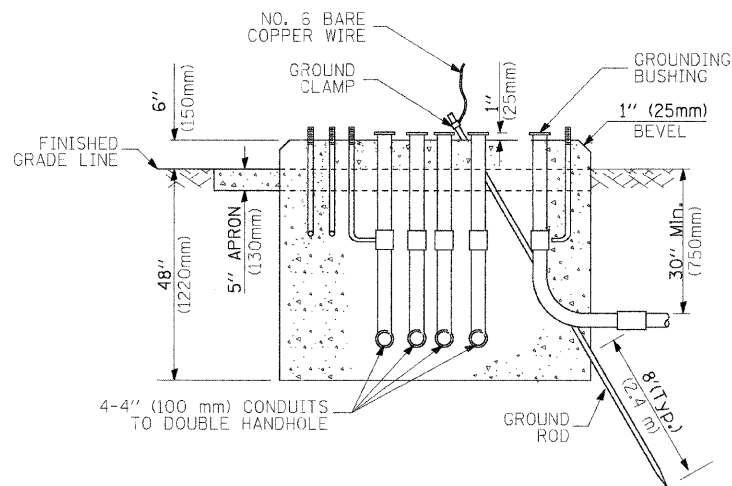 NO. 6 BARE
COPPER WIRE
GROUND
CLAMP
1"
(25mm)
GROUNDING
BUSHING
1" (25mm)
BEVEL
6"
(150mm)
FINISHED
GRADE LINE
48"
(1220mm)
5" APRON
(130mm)
30" Min.
(750mm)
4-4" (100 mm) CONDUITS
TO DOUBLE HANDHOLE
GROUND
ROD
8'(Typ.)
(2.4 m)